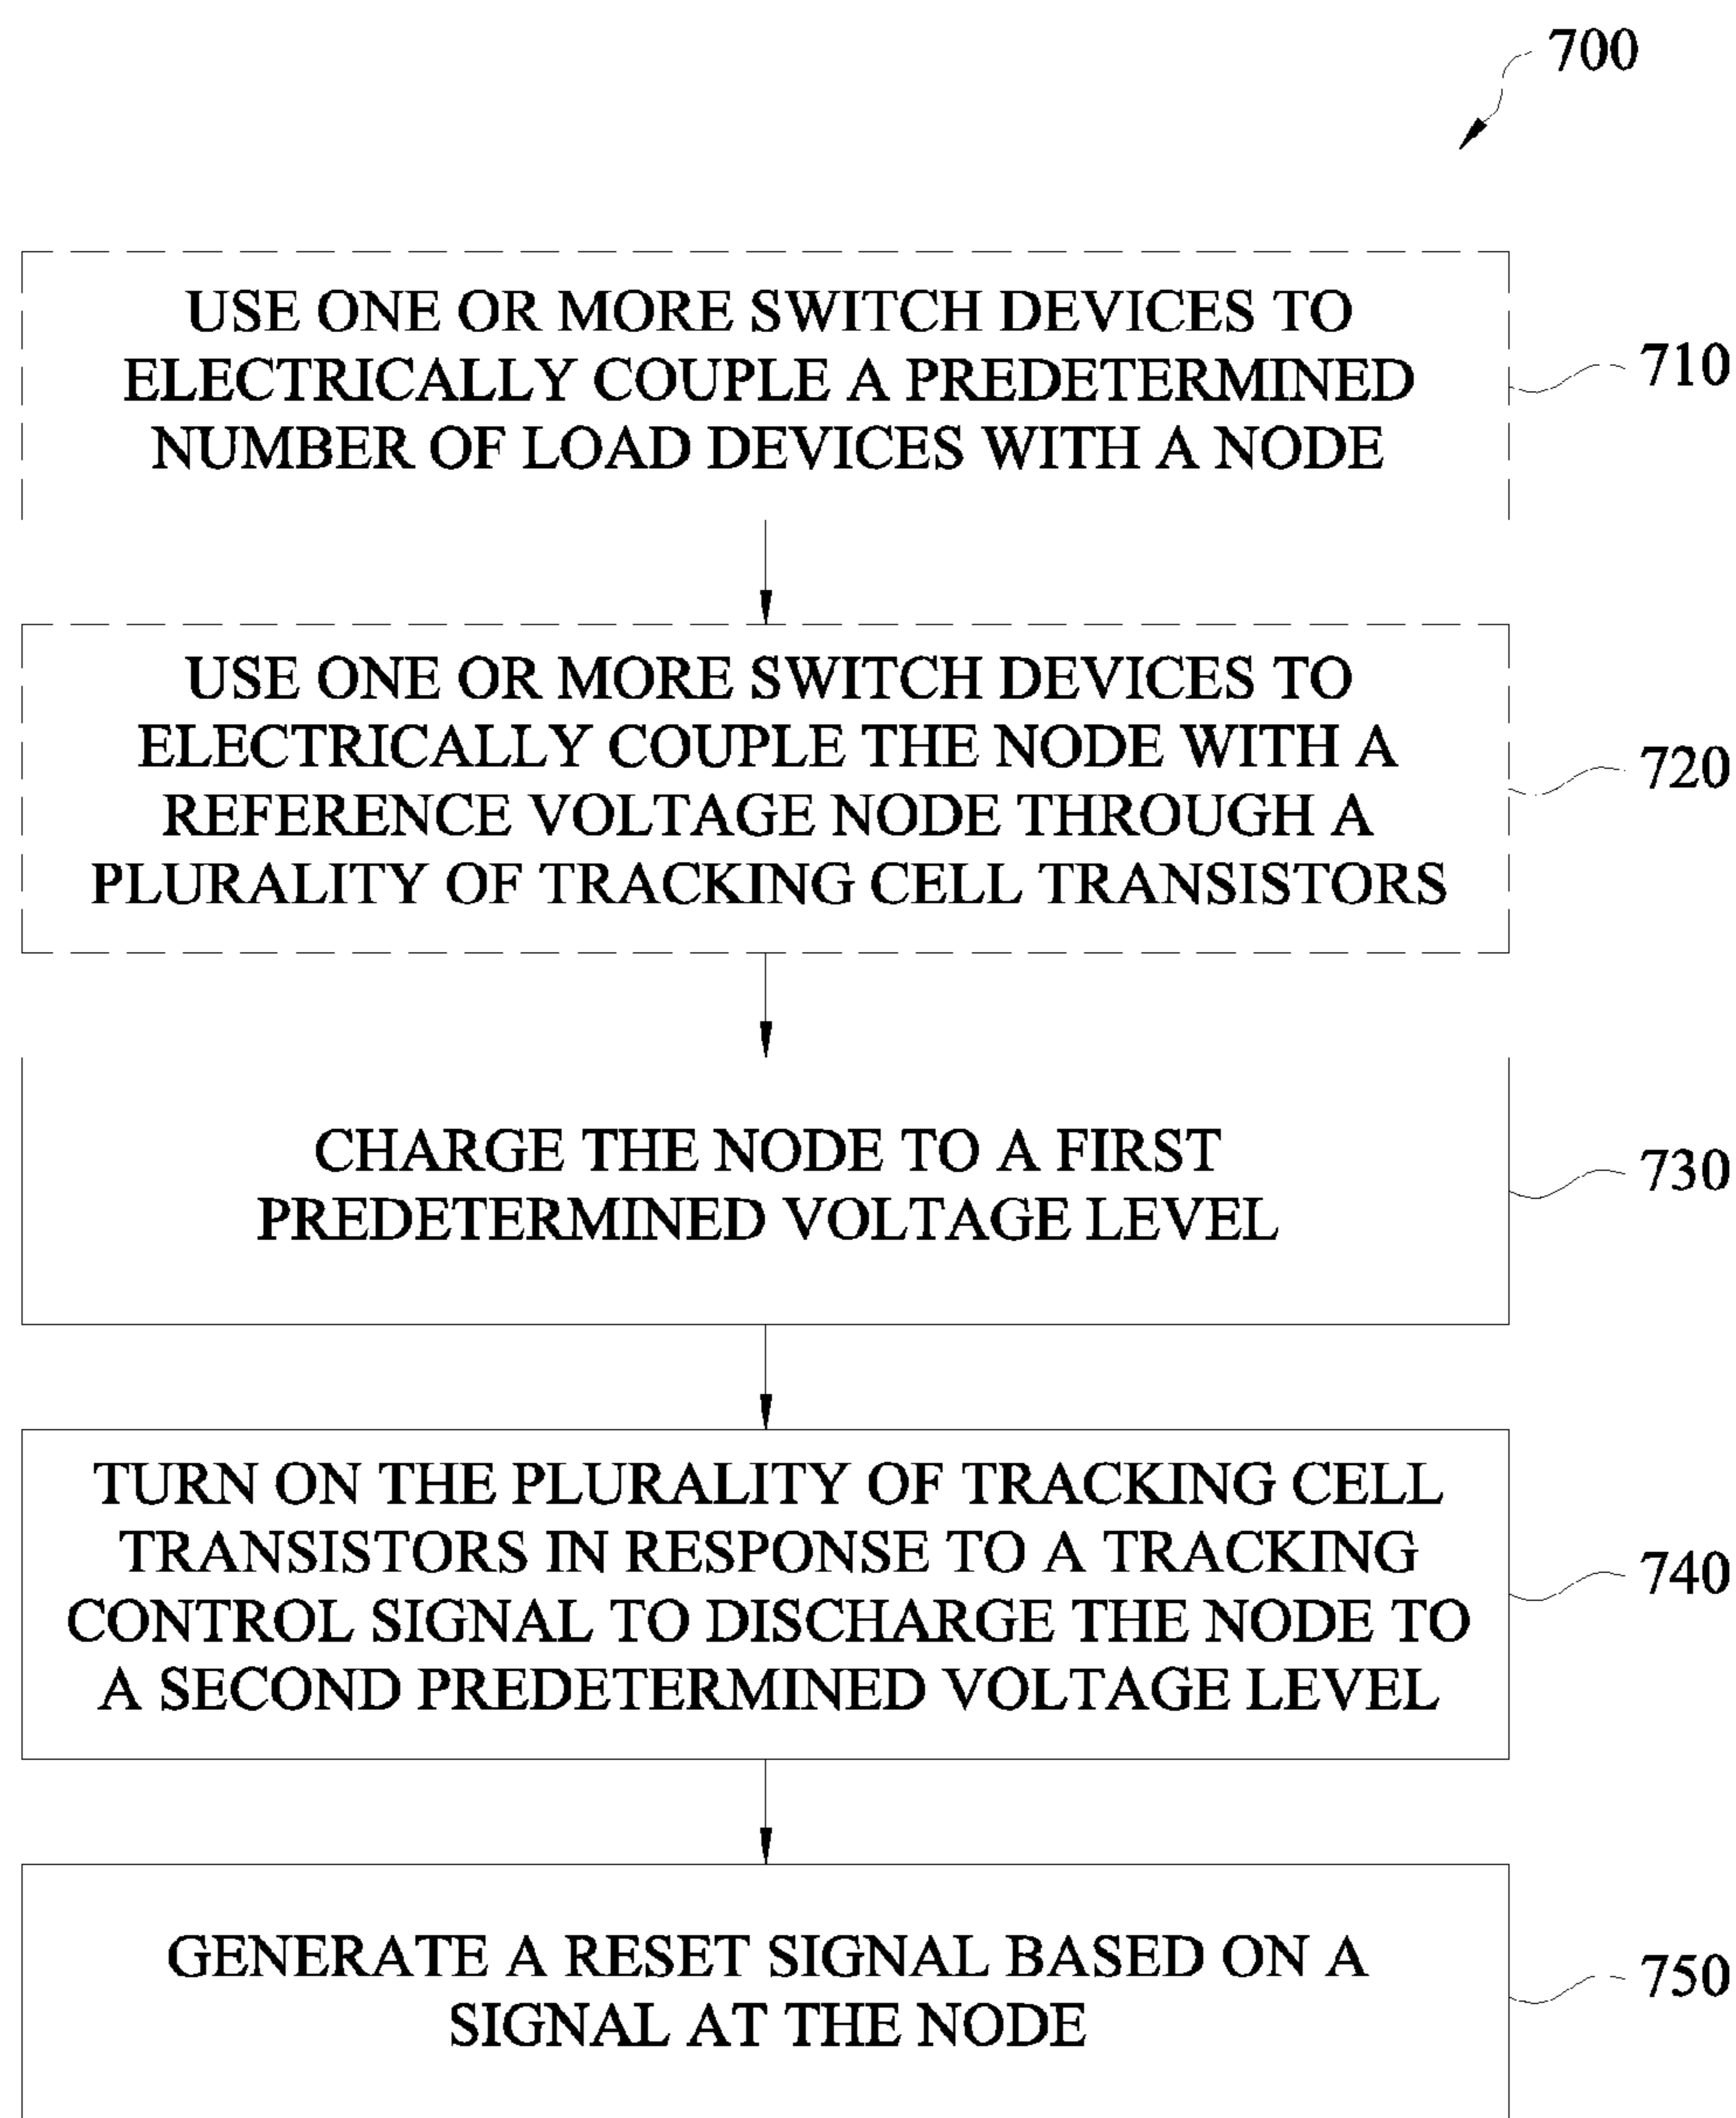 700
USE ONE OR MORE SWITCH DEVICES TO
ELECTRICALLY COUPLE A PREDETERMINED
NUMBER OF LOAD DEVICES WITH A NODE
710
USE ONE OR MORE SWITCH DEVICES TO
ELECTRICALLY COUPLE THE NODE WITH A
REFERENCE VOLTAGE NODE THROUGH A
PLURALITY OF TRACKING CELL TRANSISTORS
720
CHARGE THE NODE TO A FIRST
PREDETERMINED VOLTAGE LEVEL
730
TURN ON THE PLURALITY OF TRACKING CELL
TRANSISTORS IN RESPONSE TO A TRACKING
CONTROL SIGNAL TO DISCHARGE THE NODE TO
A SECOND PREDETERMINED VOLTAGE LEVEL
740
GENERATE A RESET SIGNAL BASED ON A
SIGNAL AT THE NODE
750